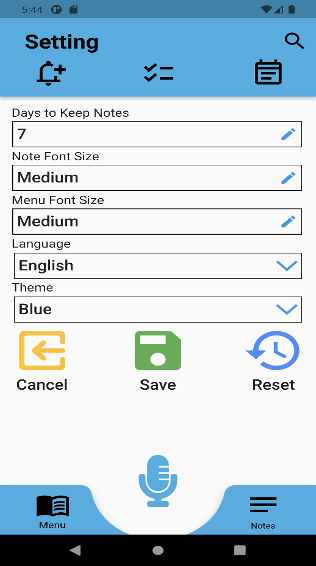 5:44
Setting
Days to Keep Notes
7
Note Font Size
Medium
Menu Font Size
Medium
Language
English
Theme
Blue
Cancel Save Reset
Menu Notes